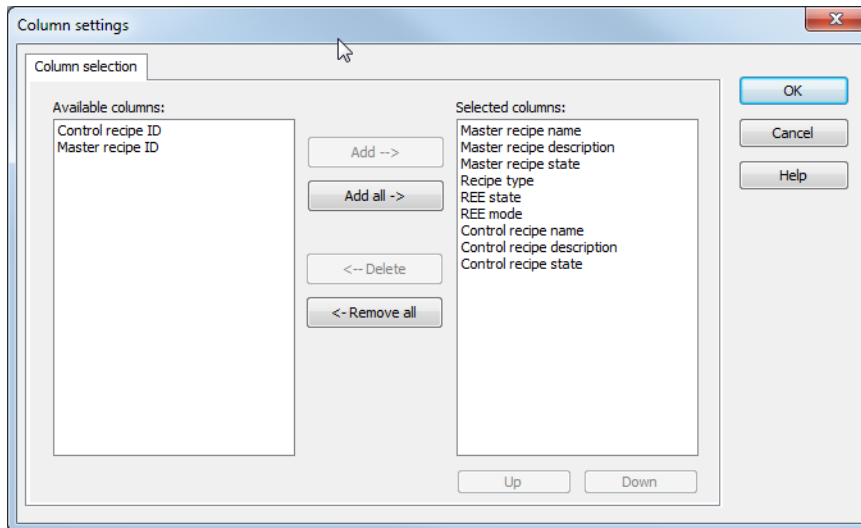 Column settings
Column selection
Available columns:
Control recipe ID
Master recipe ID
Add -->
Add all ->
<-- Delete
<- Remove all
Selected columns:
Master recipe name
Master recipe description
Master recipe state
Recipe type
REE state
REE mode
Control recipe name
Control recipe description
Control recipe state
Up
Down
OK
Cancel
Help